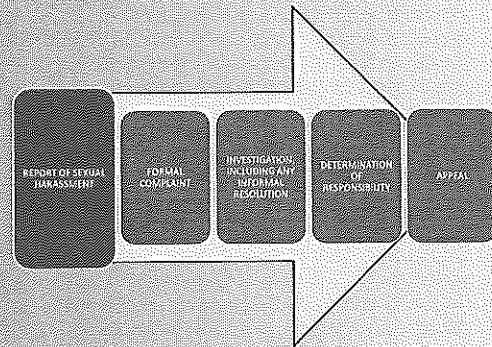 REPORT OF SEXUAL
HARASSMENT
FORMAL
COMPLAINT
INVESTIGATION,
INCLUDING ANY
INFORMAL
RESOLUTION
DETERMINATION
OF
RESPONSIBILITY
APPEAL